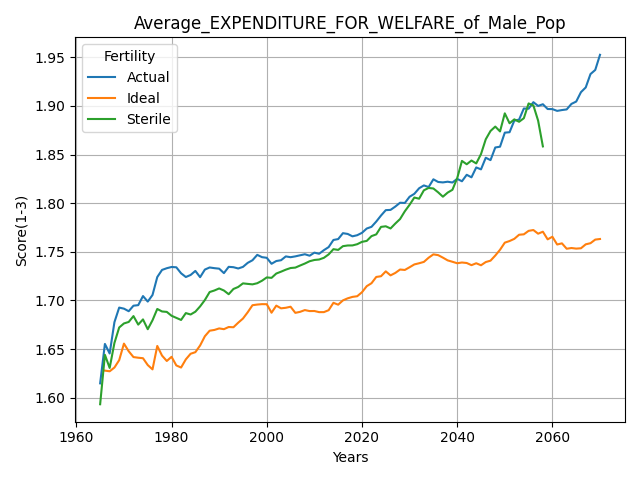 Average_EXPENDITURE_FOR_WELFARE_of_Male_Pop
Fertility
Actual
Ideal
Sterile
Score(1-3)
1.95
1.90
1.85
1.80
1.75
1.70
1.65
1.60
1960 1980 2000 2020 2040 2060
Years